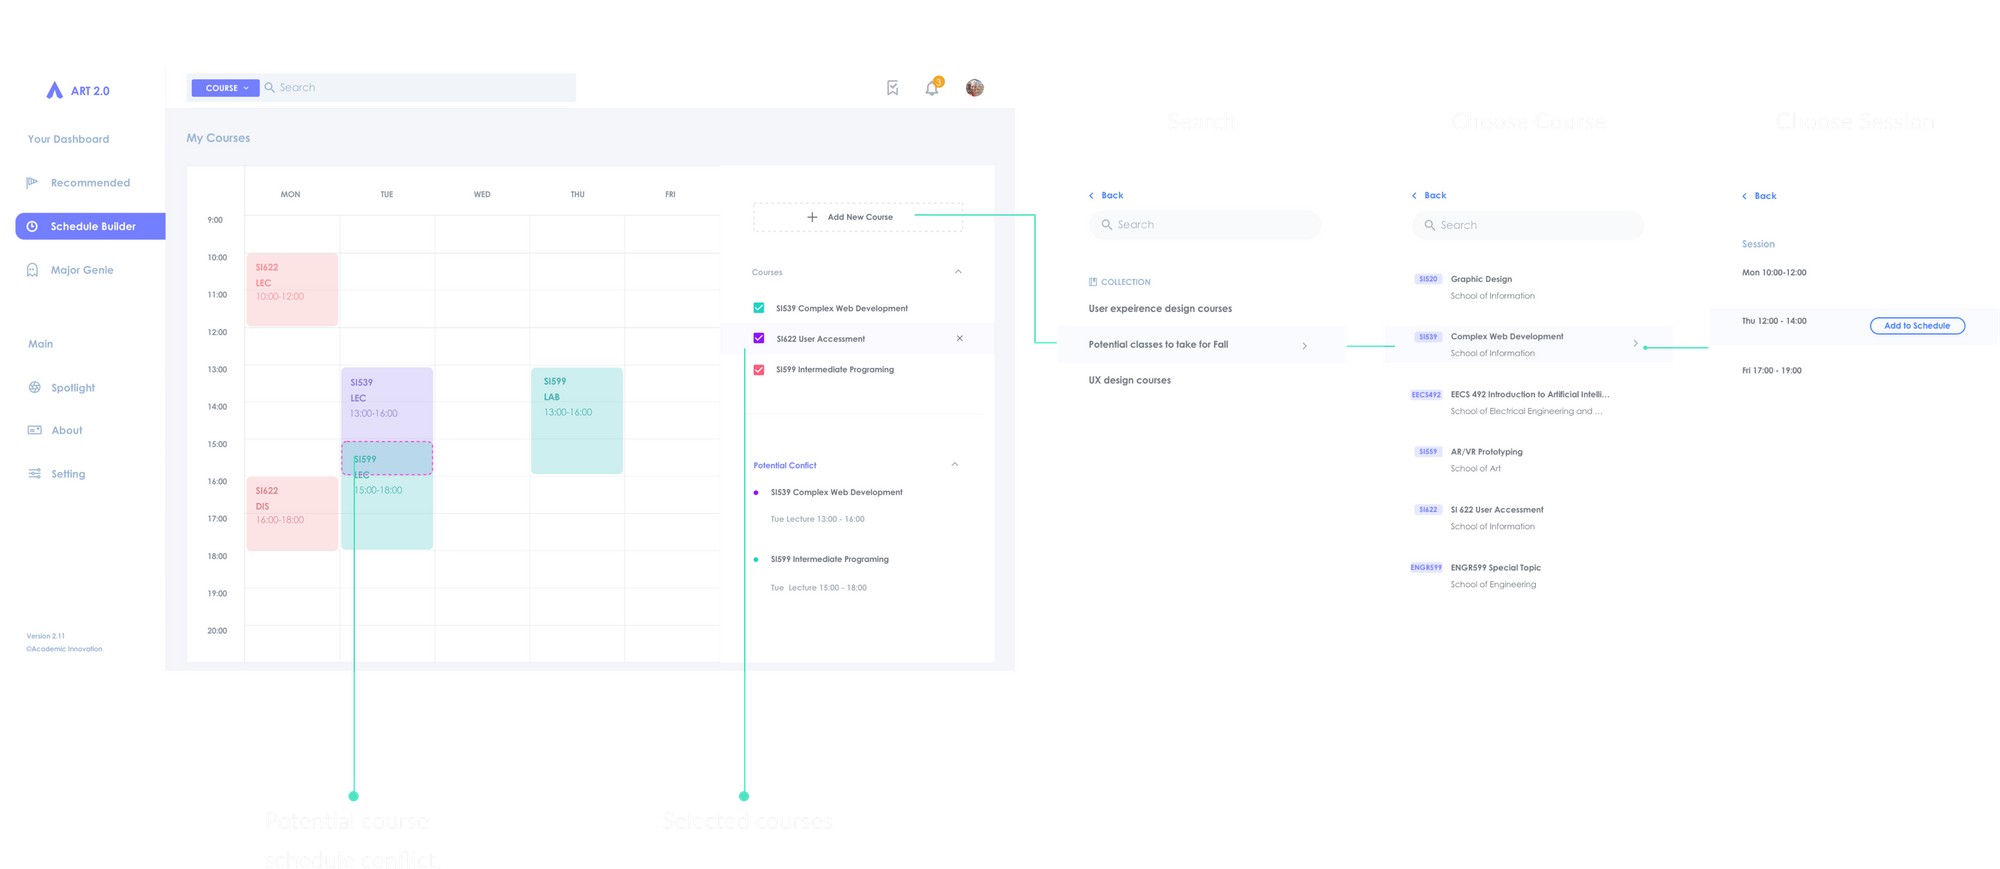 ART 2.0
Your Dashboard
Recommended
Schedule Builder
Major Genie
Main
Spotlight
About
Setting
Version 2.11
©Academic Innovation
COURSE
Search
3
My Courses
MON TUE WED THU FRI
9:00
10:00
11:00
12:00
13:00
14:00
15:00
16:00
17:00
18:00
19:00
20:00
SI622
LEC
10:00-12:00
SI622
DIS
16:00-18:00
SI539
LEC
13:00-16:00
SI599
LEC
15:00-18:00
SI599
LAB
13:00-16:00
Add New Course
Courses
SI539 Complex Web Development
SI622 User Assessment
SI599 Intermediate Programing
Potential Confict
SI539 Complex Web Development
Tue Lecture 13:00 - 16:00
SI599 Intermediate Programing
Tue Lecture 15:00 - 18:00
Search
Back
Search
COLLECTION
User expeirence design courses
Potential classes to take for Fall
UX design courses
Choose Course
Back
Search
SI520 Graphic Design
School of Information
SI539 Complex Web Development
School of Information
EECS492 EECS 492 Introduction to Artificial Intelli...
School of Electrical Engineering and ...
SI559 AR/VR Prototyping
School of Art
SI622 SI 622 User Assessment
School of Information
ENGR599 ENGR599 Special Topic
School of Engineering
Choose Session
Back
Session
Mon 10:00-12:00
Thu 12:00 - 14:00
Add to Schedule
Fri 17:00 - 19:00
Potential course
schedule conflict.
Selected courses